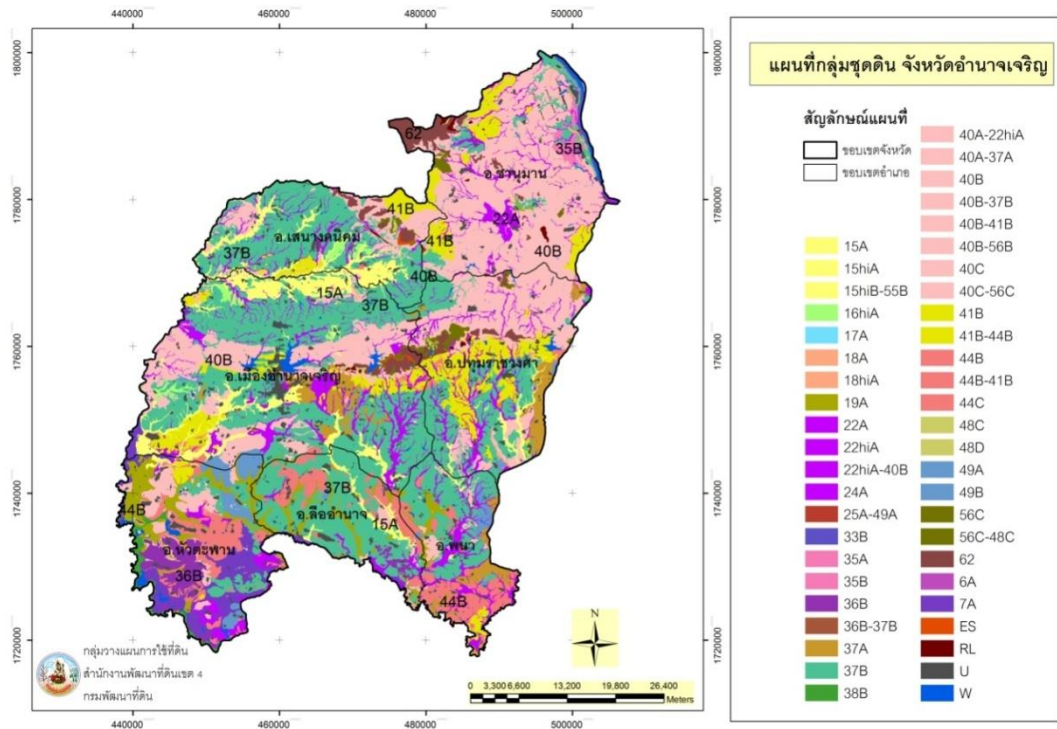 440000 460000 480000 500000
1800000 1800000
1780000 1780000
1760000 1760000
1740000 1740000
1720000 1720000
440000 460000 480000 500000
62
35B
อ.ชานุมาน
41B
22A
อ.เสนางคนิคม
41B
37B
40B
40B
15A
37B
40B
อ.ปทุมราชวงศา
อ.เมืองอำนาจเจริญ
37B
44B
อ.ลืออำนาจ
15A
อ.หัวตะพาน
อ.พนา
36B
44B
N
กลุ่มวางแผนการใช้ที่ดิน
สำนักงานพัฒนาที่ดินเขต 4
กรมพัฒนาที่ดิน
0 3,300 6,600 13,200 19,800 26,400
Meters
แผนที่กลุ่มชุดดิน จังหวัดอำนาจเจริญ
สัญลักษณ์แผนที่
ขอบเขตจังหวัด
ขอบเขตอำเภอ
15A
15hiA
15hiB-55B
16hiA
17A
18A
18hiA
19A
22A
22hiA
22hiA-40B
24A
25A-49A
33B
35A
35B
36B
36B-37B
37A
37B
38B
40A-22hiA
40A-37A
40B
40B-37B
40B-41B
40B-56B
40C
40C-56C
41B
41B-44B
44B
44B-41B
44C
48C
48D
49A
49B
56C
56C-48C
62
6A
7A
ES
RL
U
W